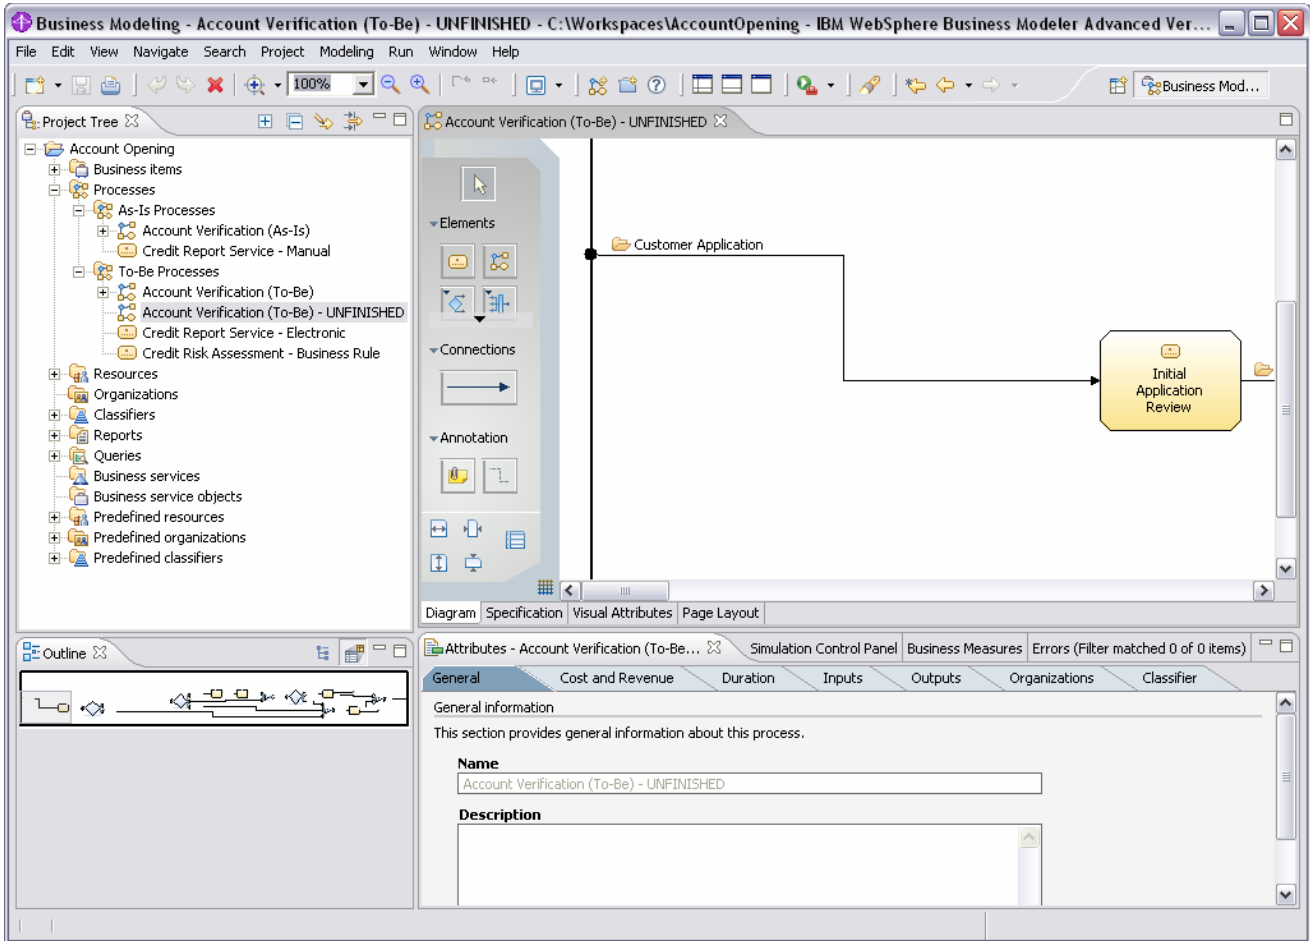 Business Modeling - Account Verification (To-Be) - UNFINISHED - C:\Workspaces\AccountOpening - IBM WebSphere Business Modeler Advanced Ver...
File Edit View Navigate Search Project Modeling Run Window Help
100%
Business Mod...
Project Tree
Account Opening
Business items
Processes
As-Is Processes
Account Verification (As-Is)
Credit Report Service - Manual
To-Be Processes
Account Verification (To-Be)
Account Verification (To-Be) - UNFINISHED
Credit Report Service - Electronic
Credit Risk Assessment - Business Rule
Resources
Organizations
Classifiers
Reports
Queries
Business services
Business service objects
Predefined resources
Predefined organizations
Predefined classifiers
Account Verification (To-Be) - UNFINISHED
Elements
Connections
Annotation
Customer Application
Initial
Application
Review
Diagram Specification Visual Attributes Page Layout
Outline
Attributes - Account Verification (To-Be... Simulation Control Panel Business Measures Errors (Filter matched 0 of 0 items)
General Cost and Revenue Duration Inputs Outputs Organizations Classifier
General information
This section provides general information about this process.
Name
Account Verification (To-Be) - UNFINISHED
Description